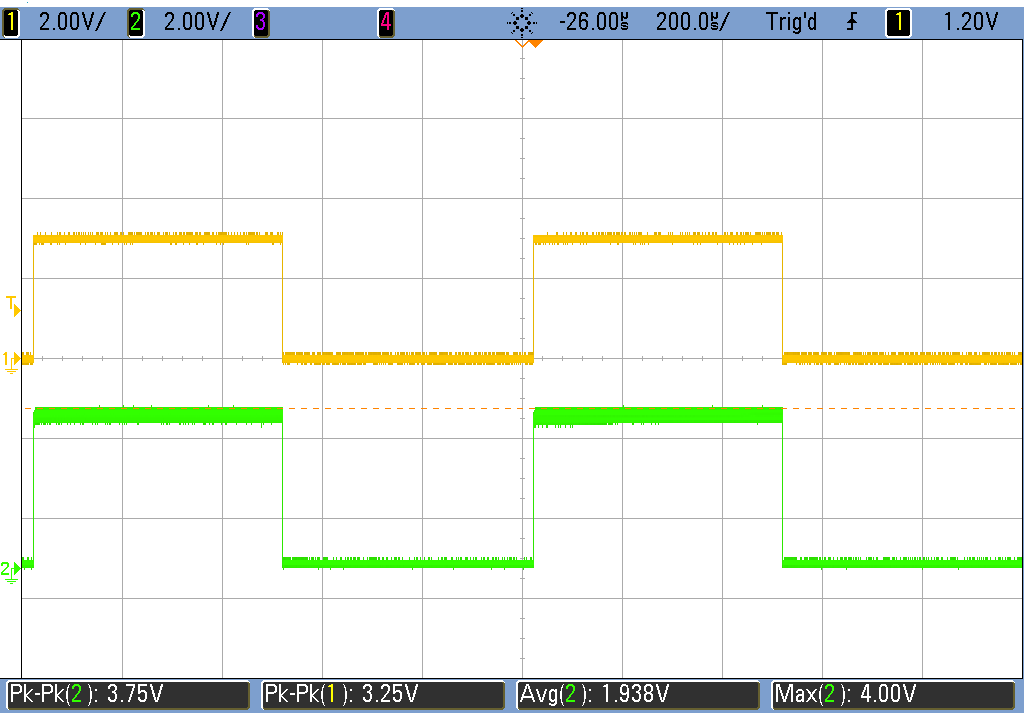 1 2.00V/ 2 2.00V/ 3 4 -26.00µs 200.0µs/ Trig'd 1 1.20V
T
1
2
Pk-Pk(2): 3.75V Pk-Pk(1): 3.25V Avg(2): 1.938V Max(2): 4.00V